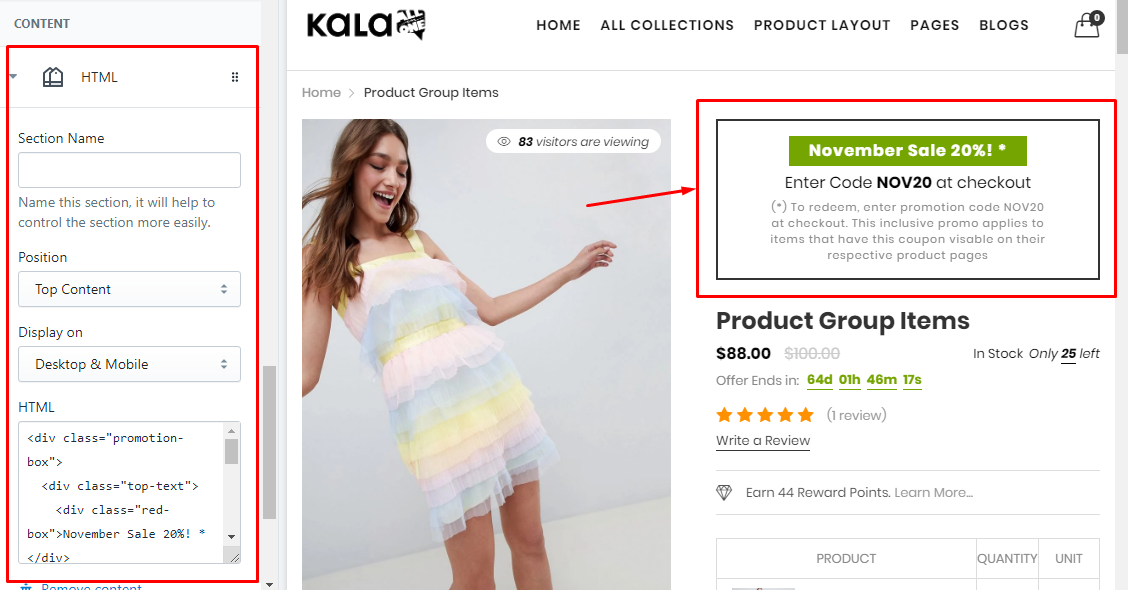 CONTENT
HTML
Section Name
Name this section, it will help to
control the section more easily.
Position
Top Content
Display on
Desktop & Mobile
HTML
<div class="promotion-
box">
<div class="top-text">
<div class="red-
box">November Sale 20%! *
</div>
Remove content
KALA ALL IN ONE
HOME ALL COLLECTIONS PRODUCT LAYOUT PAGES BLOGS
0
Home > Product Group Items
83 visitors are viewing
November Sale 20%! *
Enter Code NOV20 at checkout
(*) To redeem, enter promotion code NOV20
at checkout. This inclusive promo applies to
items that have this coupon visable on their
respective product pages
Product Group Items
$88.00 $100.00 In Stock Only 25 left
Offer Ends in: 64d 01h 46m 17s
(1 review)
Write a Review
Earn 44 Reward Points. Learn More...
PRODUCT QUANTITY UNIT